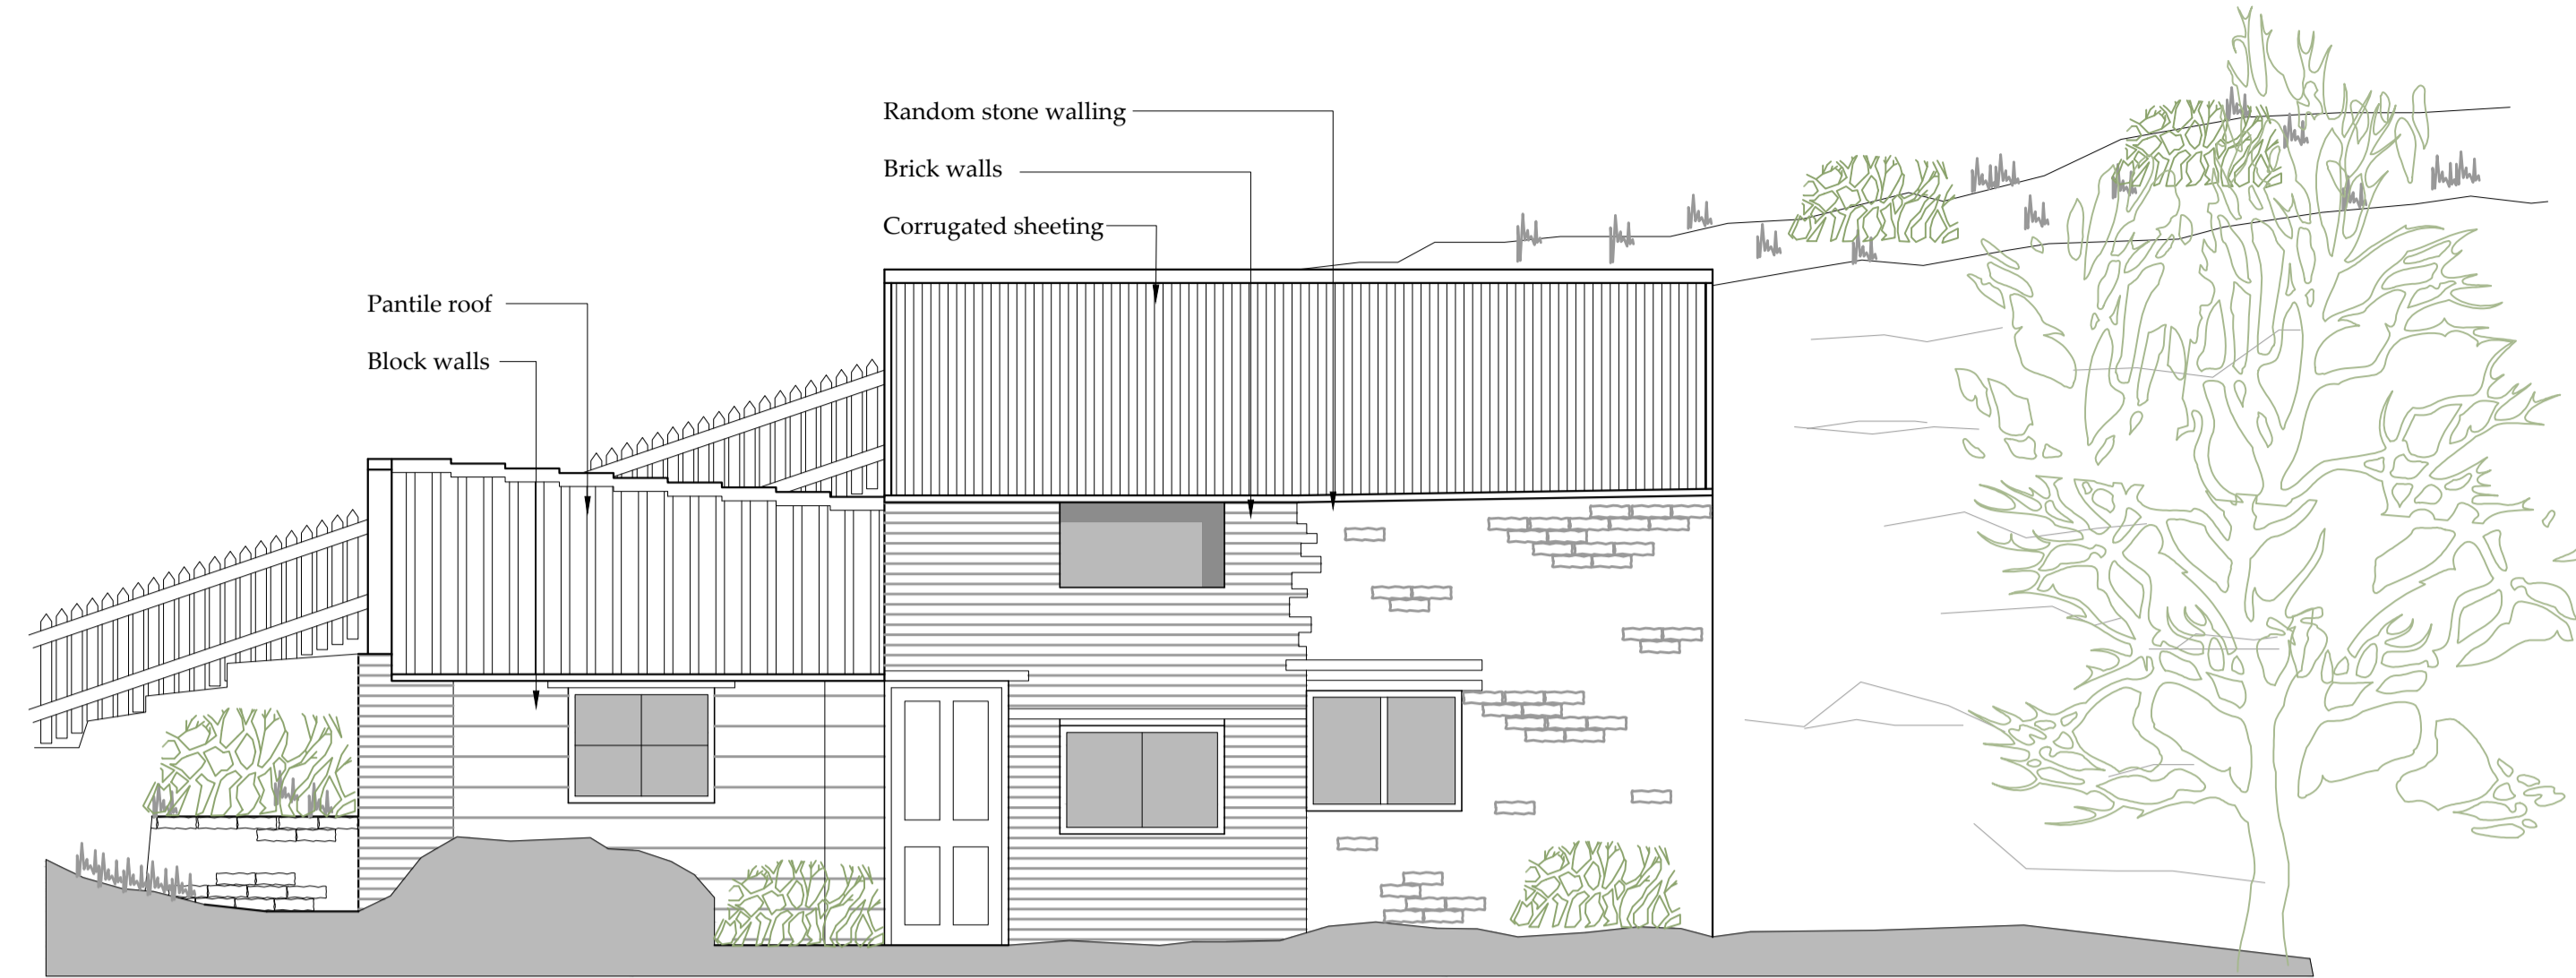 Random stone walling
Brick walls
Corrugated sheeting
Pantile roof
Block walls